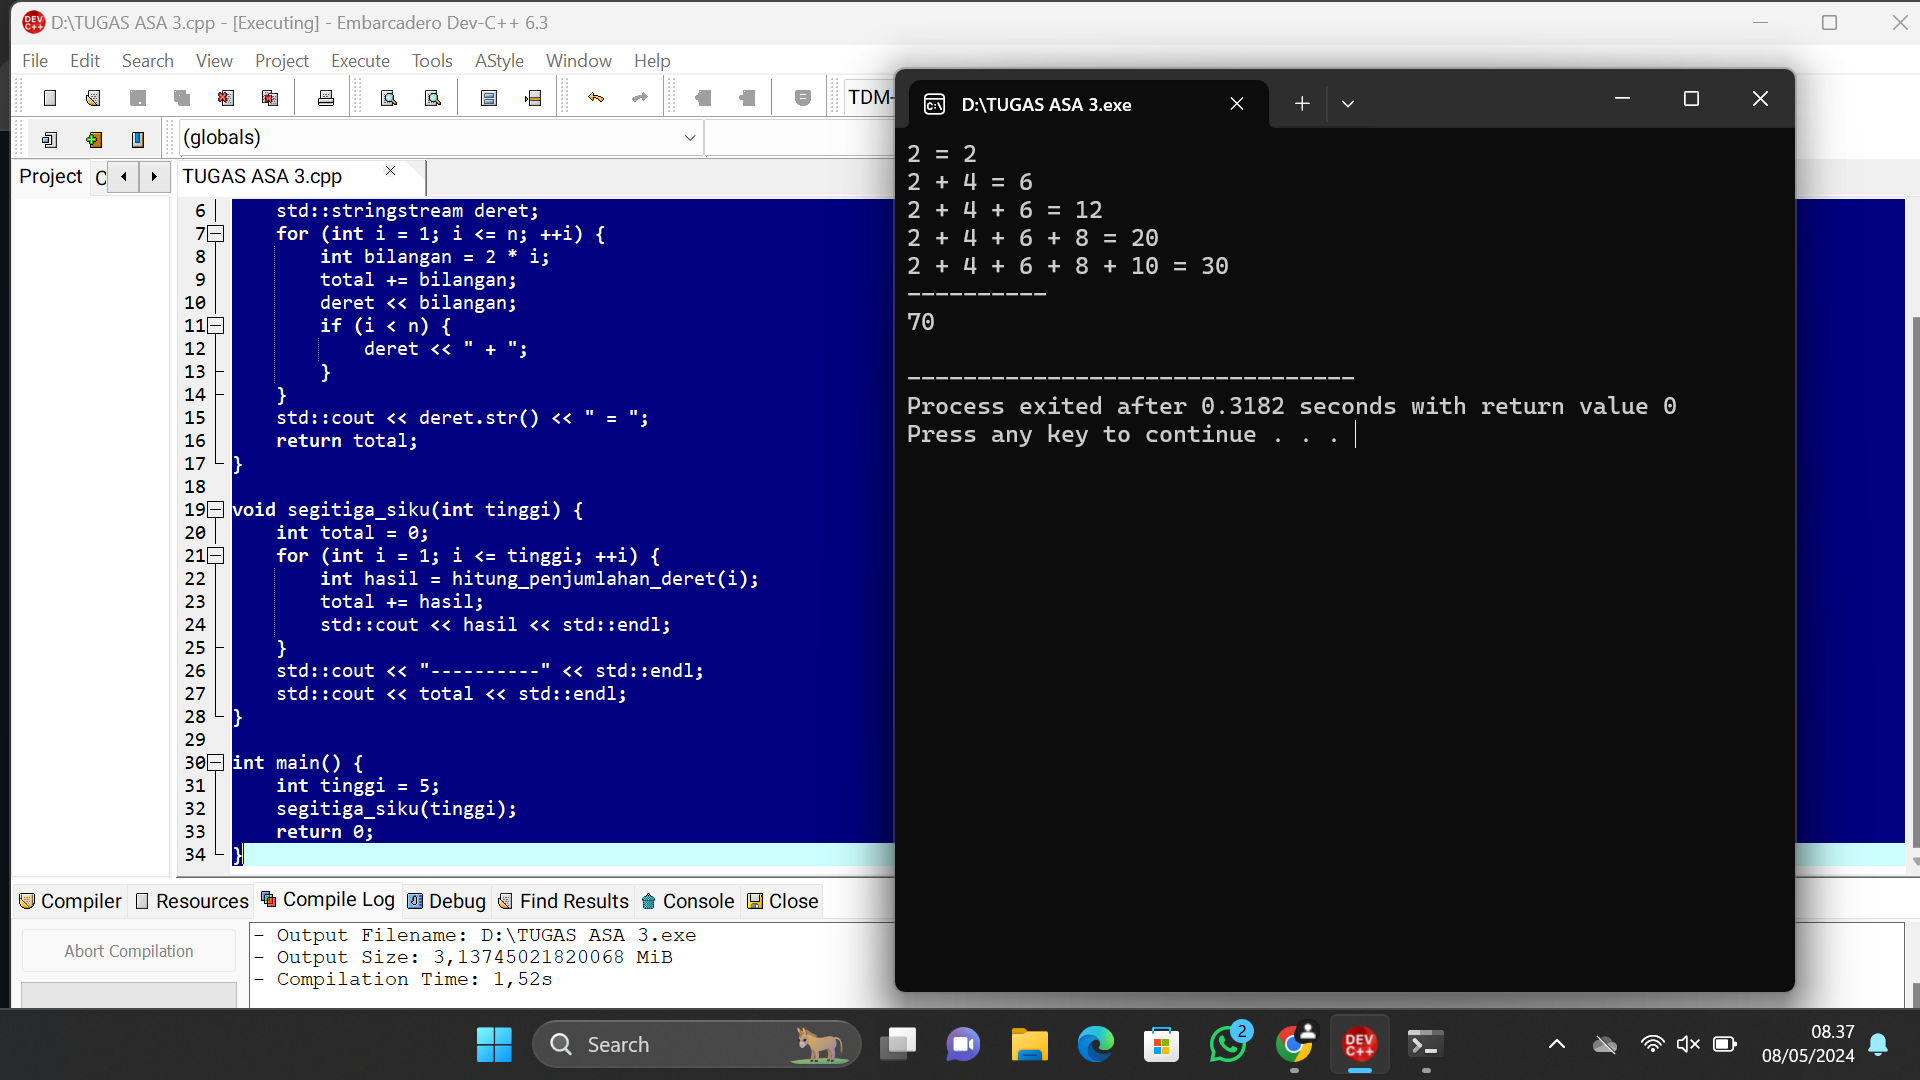 D:\TUGAS ASA 3.cpp - [Executing] - Embarcadero Dev-C++ 6.3
File Edit Search View Project Execute Tools AStyle Window Help
TDM-
(globals)
Project C TUGAS ASA 3.cpp
6 std::stringstream deret;
7 for (int i = 1; i <= n; ++i) {
8 int bilangan = 2 * i;
9 total += bilangan;
10 deret << bilangan;
11 if (i < n) {
12 deret << " + ";
13 }
14 }
15 std::cout << deret.str() << " = ";
16 return total;
17 }
18
19 void segitiga_siku(int tinggi) {
20 int total = 0;
21 for (int i = 1; i <= tinggi; ++i) {
22 int hasil = hitung_penjumlahan_deret(i);
23 total += hasil;
24 std::cout << hasil << std::endl;
25 }
26 std::cout << "----------" << std::endl;
27 std::cout << total << std::endl;
28 }
29
30 int main() {
31 int tinggi = 5;
32 segitiga_siku(tinggi);
33 return 0;
34 }
Compiler Resources Compile Log Debug Find Results Console Close
Abort Compilation
- Output Filename: D:\TUGAS ASA 3.exe
- Output Size: 3,13745021820068 MiB
- Compilation Time: 1,52s
D:\TUGAS ASA 3.exe
2 = 2
2 + 4 = 6
2 + 4 + 6 = 12
2 + 4 + 6 + 8 = 20
2 + 4 + 6 + 8 + 10 = 30
----------
70
--------------------------------
Process exited after 0.3182 seconds with return value 0
Press any key to continue . . .
Search
2
DEV C++
08.37
08/05/2024